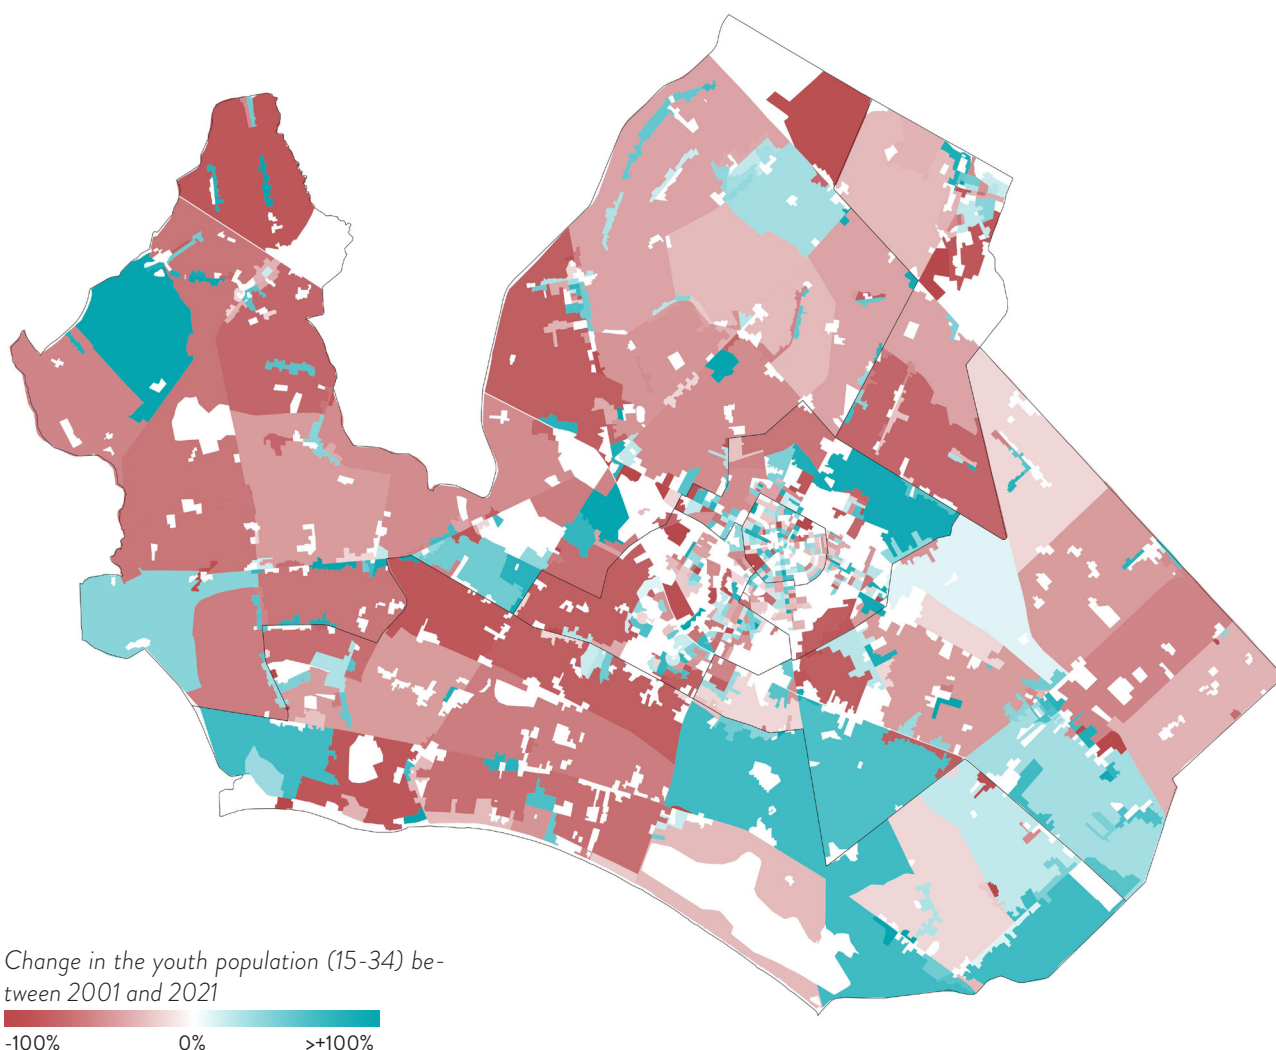 Change in the youth population (15-34) be-
tween 2001 and 2021
-100% 0% >+100%